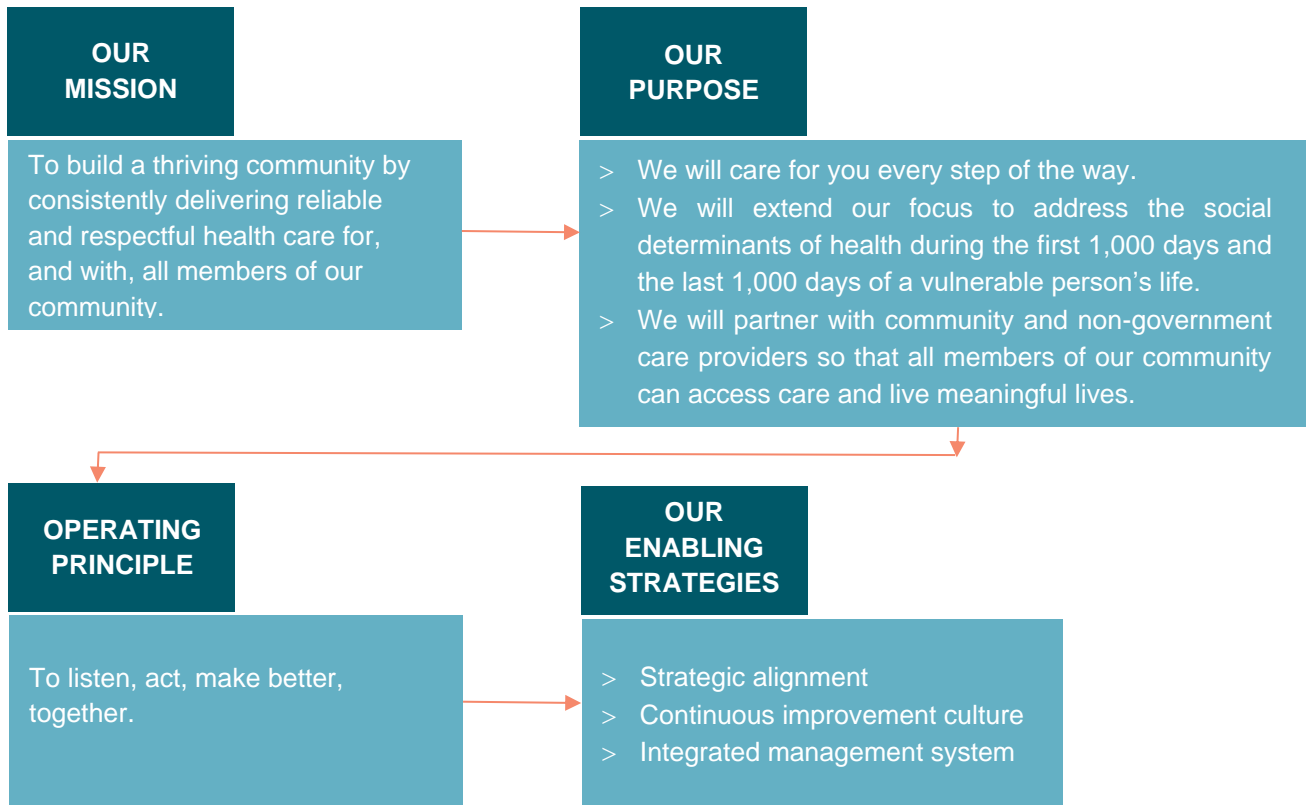 OUR
MISSION
To build a thriving community by
consistently delivering reliable
and respectful health care for,
and with, all members of our
community.
OUR
PURPOSE
> We will care for you every step of the way.
> We will extend our focus to address the social
determinants of health during the first 1,000 days and
the last 1,000 days of a vulnerable person’s life.
> We will partner with community and non-government
care providers so that all members of our community
can access care and live meaningful lives.
OPERATING
PRINCIPLE
To listen, act, make better,
together.
OUR
ENABLING
STRATEGIES
> Strategic alignment
> Continuous improvement culture
> Integrated management system